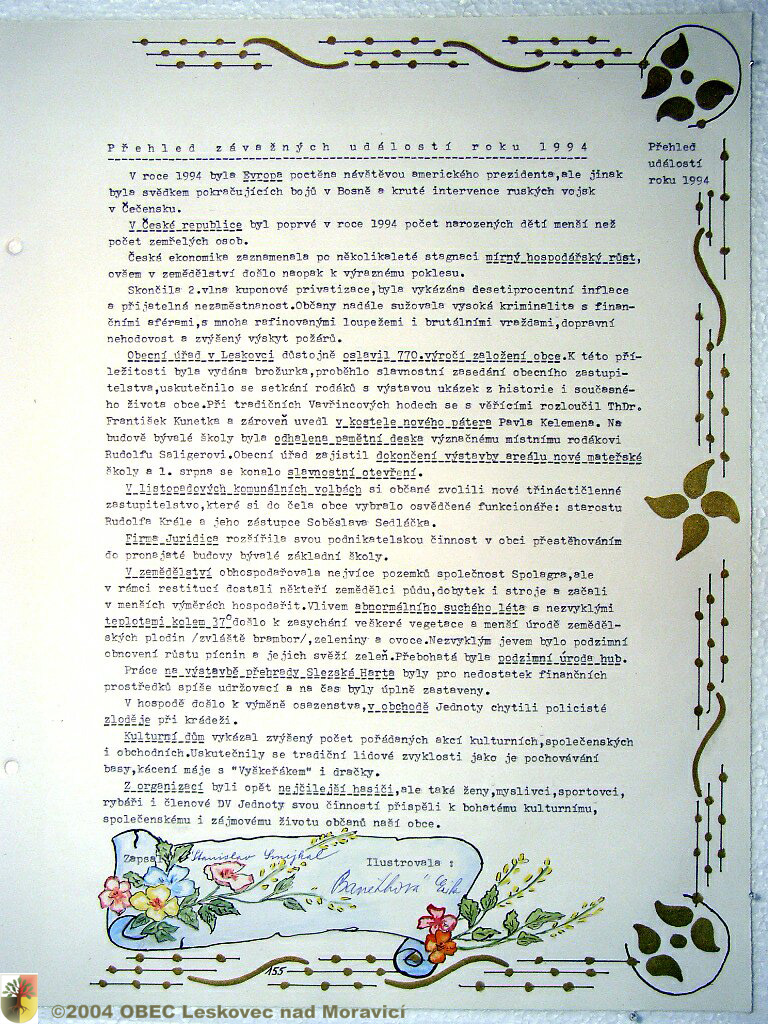 Přehled závažných událostí roku 1994
Přehled
událostí
roku 1994
V roce 1994 byla Evropa poctěna návětěvou amerického prezidenta,ale jinak
byla svědkem pokračujících bojů v Bosně a kruté intervence ruských vojsk
v Čečensku.
V České republice byl poprvé v roce 1994 počet narozených dětí menší než
počet zemřelých osob.
Česká ekonomika zaznamenala po několikaleté stagnaci mírný hospodářský růst,
ovšem v zemědělství došlo naopak k výraznému poklesu.
Skončila 2.vlna kuponové privatizace,byla vykázána desetiprocentní inflace
a přijatelná nezaměstnanost.Občany nadále sužovala vysoká kriminalita s finan-
čními aférami,s mnoha rafinovanými loupežemi i brutálními vraždami,dopravní
nehodovost a zvýšený výskyt požárů.
Obecní úřad v Leskovci důstojně oslavil 770.výročí založení obce.K této pří-
ležitosti byla vydána brožurka,proběhlo slavnostní zasedání obecního zastupi-
telstva,uskutečnilo se setkání rodáků s výstavou ukázek z historie i současné-
ho života obce.Při tradičních Vavřincových hodech se s věřícími rozloučil ThDr.
František Kunetka a zároveň uvedl v kostele nového pátera Pavla Kelemena. Na
budově bývalé školy byla odhalena pamětní deska význačnému místnímu rodákovi
Rudolfu Saligerovi.Obecní úřad zajistil dokončení výstavby areálu nové mateřské
školy a 1. srpna se konalo slavnostní otevření.
V listopadových komunálních volbách si občané zvolili nové třináctičlenné
zastupitelstvo,které si do čela obce vybralo osvědčené funkcionáře: starostu
Rudolfa Krále a jeho zástupce Soběslava Sedláčka.
Firma Juridica rozšířila svou podnikatelskou činnost v obci přestěhováním
do pronajaté budovy bývalé základní školy.
V zemědělství obhospodařovala nejvíce pozemků společnost Spolagra,ale
v rámci restitucí dostali někteří zemědělci půdu,dobytek i stroje a začali
v menších výměrách hospodařit.Vlivem abnormálního suchého léta s nezvyklými
teplotami kolem 37°došlo k zasychání veškeré vegetace a menší úrodě zeměděl-
ských plodin /zvláště brambor/,zeleniny a ovoce.Nezvyklým jevem bylo podzimní
obnovení růstu pícnin a jejich svěží zeleň.Přebohatá byla podzimní úroda hub.
Práce na výstavbě přehrady Slezská Harta byly pro nedostatek finančních
prostředků spíše udržovací a na čas byly úplně zastaveny.
V hospodě došlo k výměně osazenstva,v obchodě Jednoty chytili policisté
zloděje při krádeži.
Kulturní dům vykázal zvýšený počet pořádaných akcí kulturních,společenských
i obchodních.Uskutečnily se tradiční lidové zvyklosti jako je pochovávání
basy,kácení máje s "Vyškeřákem" i dračky.
Z organizací byli opět nejčilejší hasiči,ale také ženy,myslivci,sportovci,
rybáři i členové DV Jednoty svou činností přispěli k bohatému kulturnímu,
společenskému i zájmovému životu občanů naší obce.
Zapsal Stanislav Smejkal
Ilustrovala :
155
©2004 OBEC Leskovec nad Moravicí